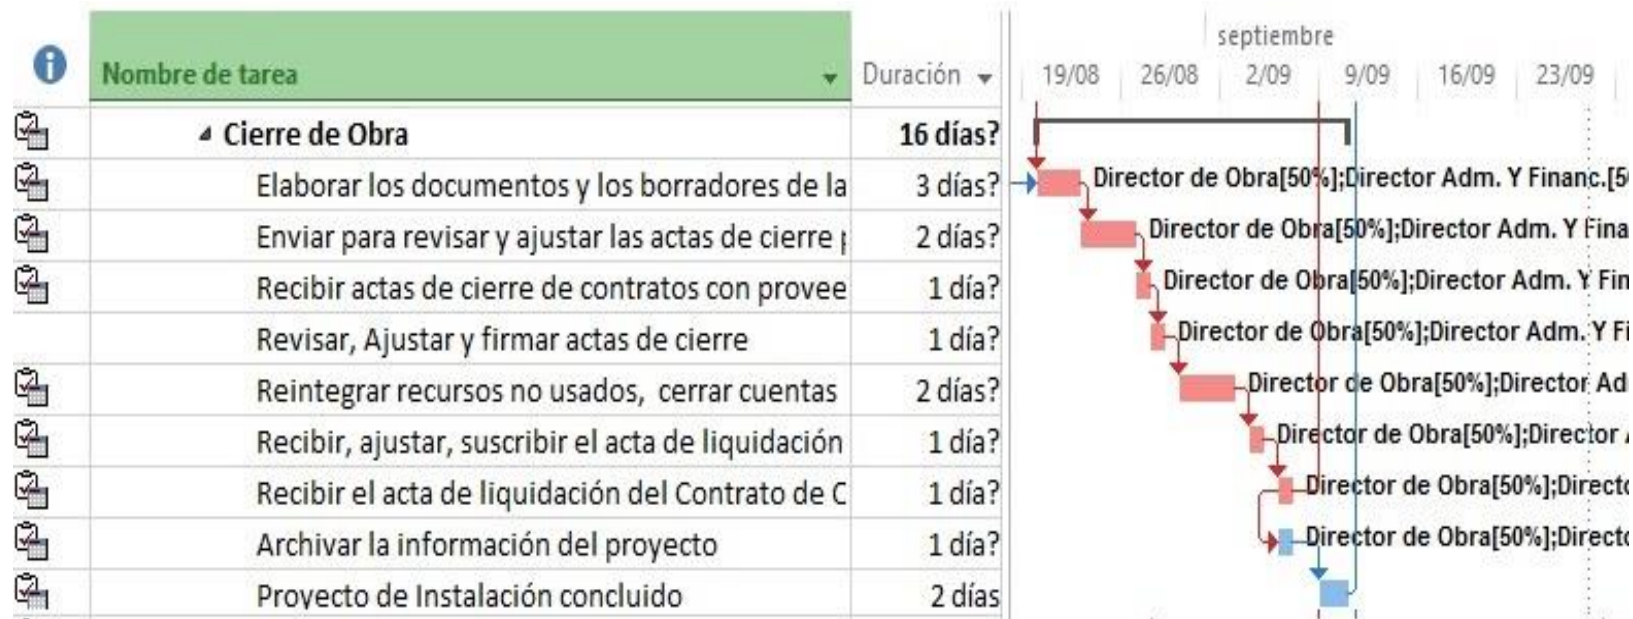 septiembre
Nombre de tarea Duración 19/08 26/08 2/09 9/09 16/09 23/09
Cierre de Obra 16 días?
Elaborar los documentos y los borradores de la 3 días? Director de Obra[50%];Director Adm. Y Financ.[50
Enviar para revisar y ajustar las actas de cierre 2 días? Director de Obra[50%];Director Adm. Y Fina
Recibir actas de cierre de contratos con provee 1 día? Director de Obra[50%];Director Adm. Y Fin
Revisar, Ajustar y firmar actas de cierre 1 día? Director de Obra[50%];Director Adm. Y Fi
Reintegrar recursos no usados, cerrar cuentas 2 días? Director de Obra[50%];Director Ad
Recibir, ajustar, suscribir el acta de liquidación 1 día? Director de Obra[50%];Director
Recibir el acta de liquidación del Contrato de C 1 día? Director de Obra[50%];Directo
Archivar la información del proyecto 1 día? Director de Obra[50%];Directo
Proyecto de Instalación concluido 2 días